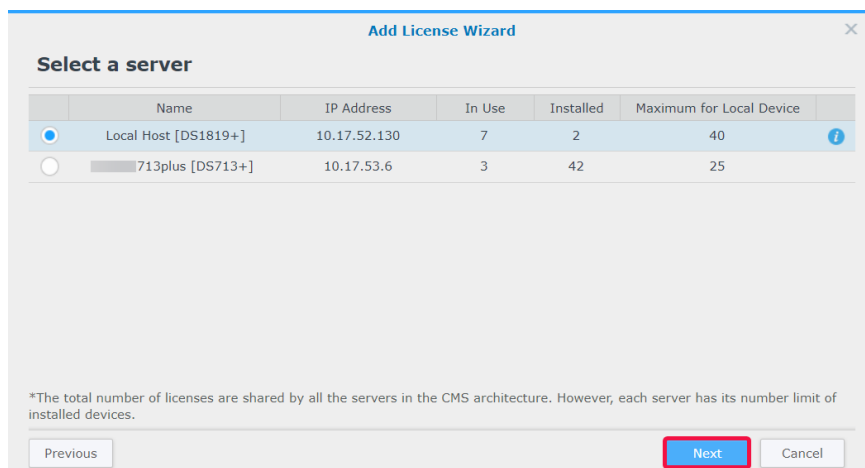 Add License Wizard
Select a server
Name IP Address In Use Installed Maximum for Local Device
Local Host [DS1819+] 10.17.52.130 7 2 40 i
713plus [DS713+] 10.17.53.6 3 42 25
*The total number of licenses are shared by all the servers in the CMS architecture. However, each server has its number limit of
installed devices.
Previous Next Cancel